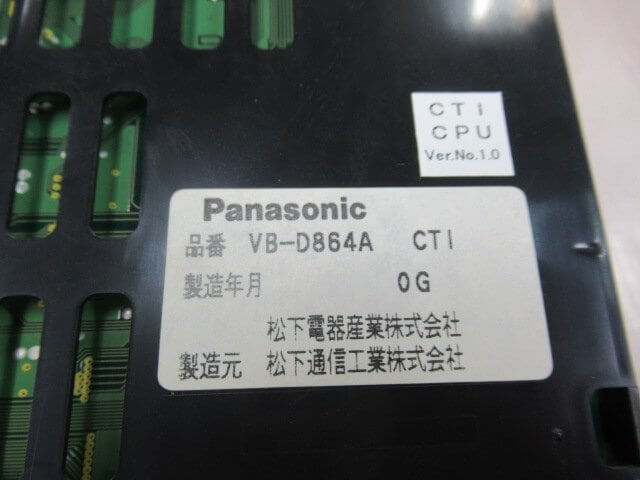 CTI
CPU
Ver.No.1.0
Panasonic
品番 VB-D864A CTI
製造年月 0G
松下電器産業株式会社
製造元 松下通信工業株式会社